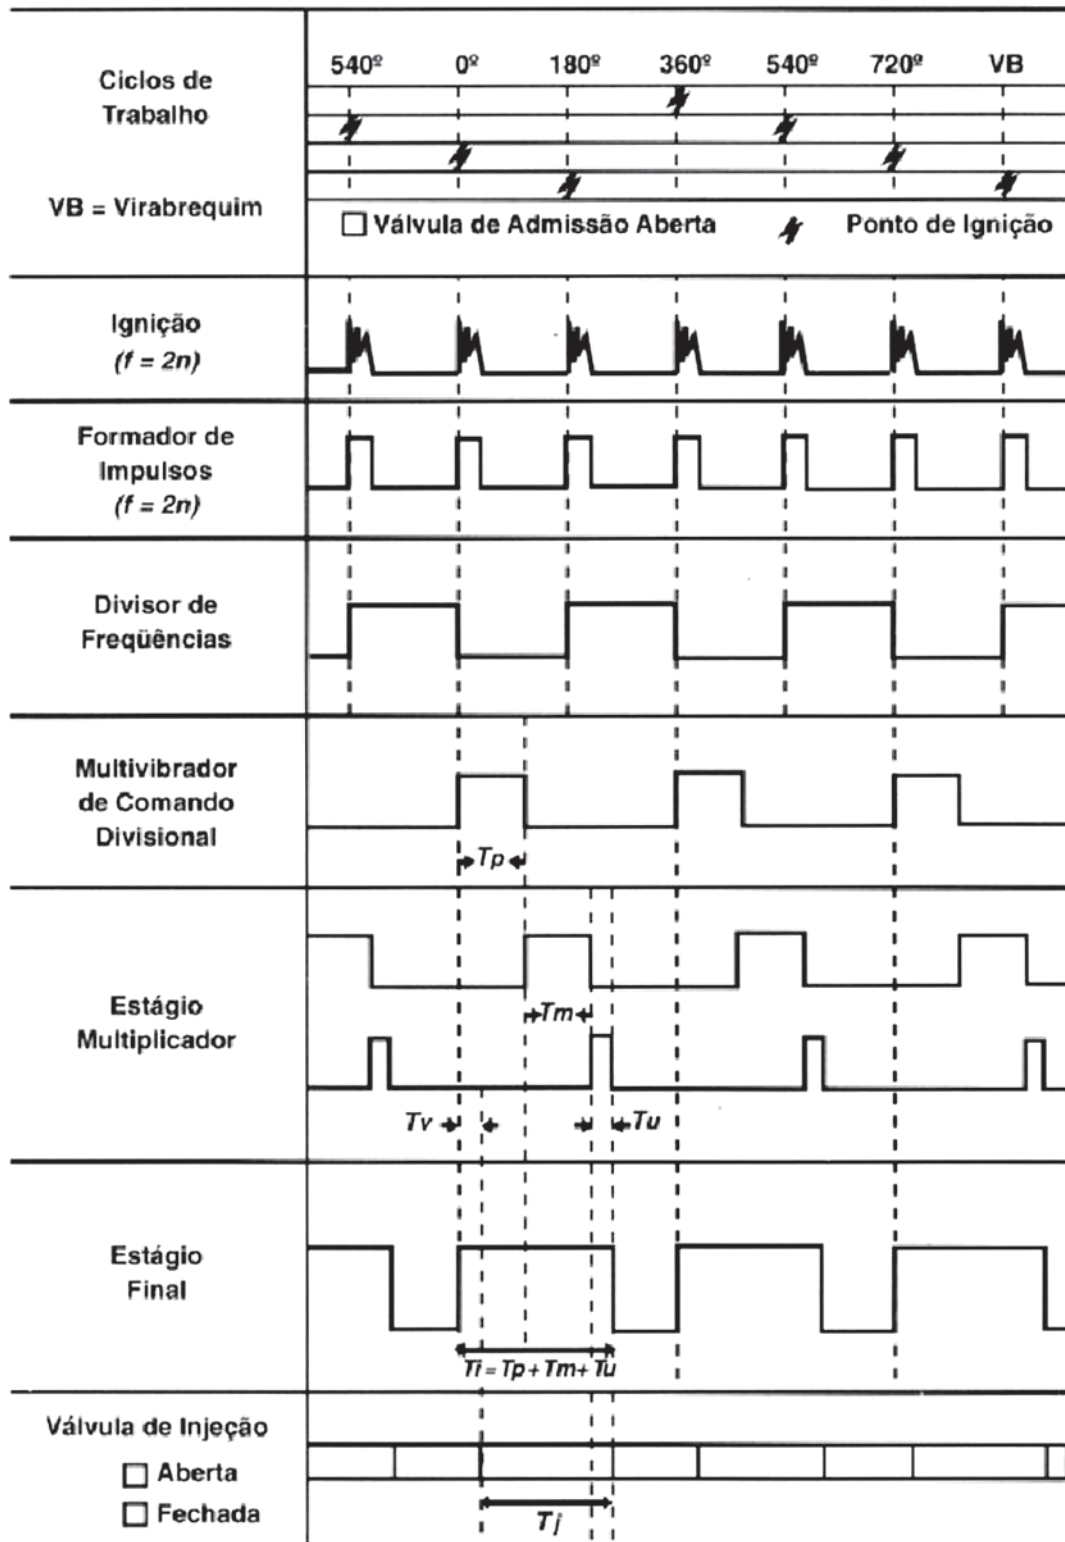 Ciclos de
Trabalho
VB = Virabrequim
540º 0º 180º 360º 540º 720º VB
Válvula de Admissão Aberta
Ponto de Ignição
Ignição
(f = 2n)
Formador de
Impulsos
(f = 2n)
Divisor de
Freqüências
Multivibrador
de Comando
Divisional
Tp
Estágio
Multiplicador
Tm
Tv
Tu
Estágio
Final
Ti = Tp + Tm + Tu
Válvula de Injeção
Aberta
Fechada
Tj